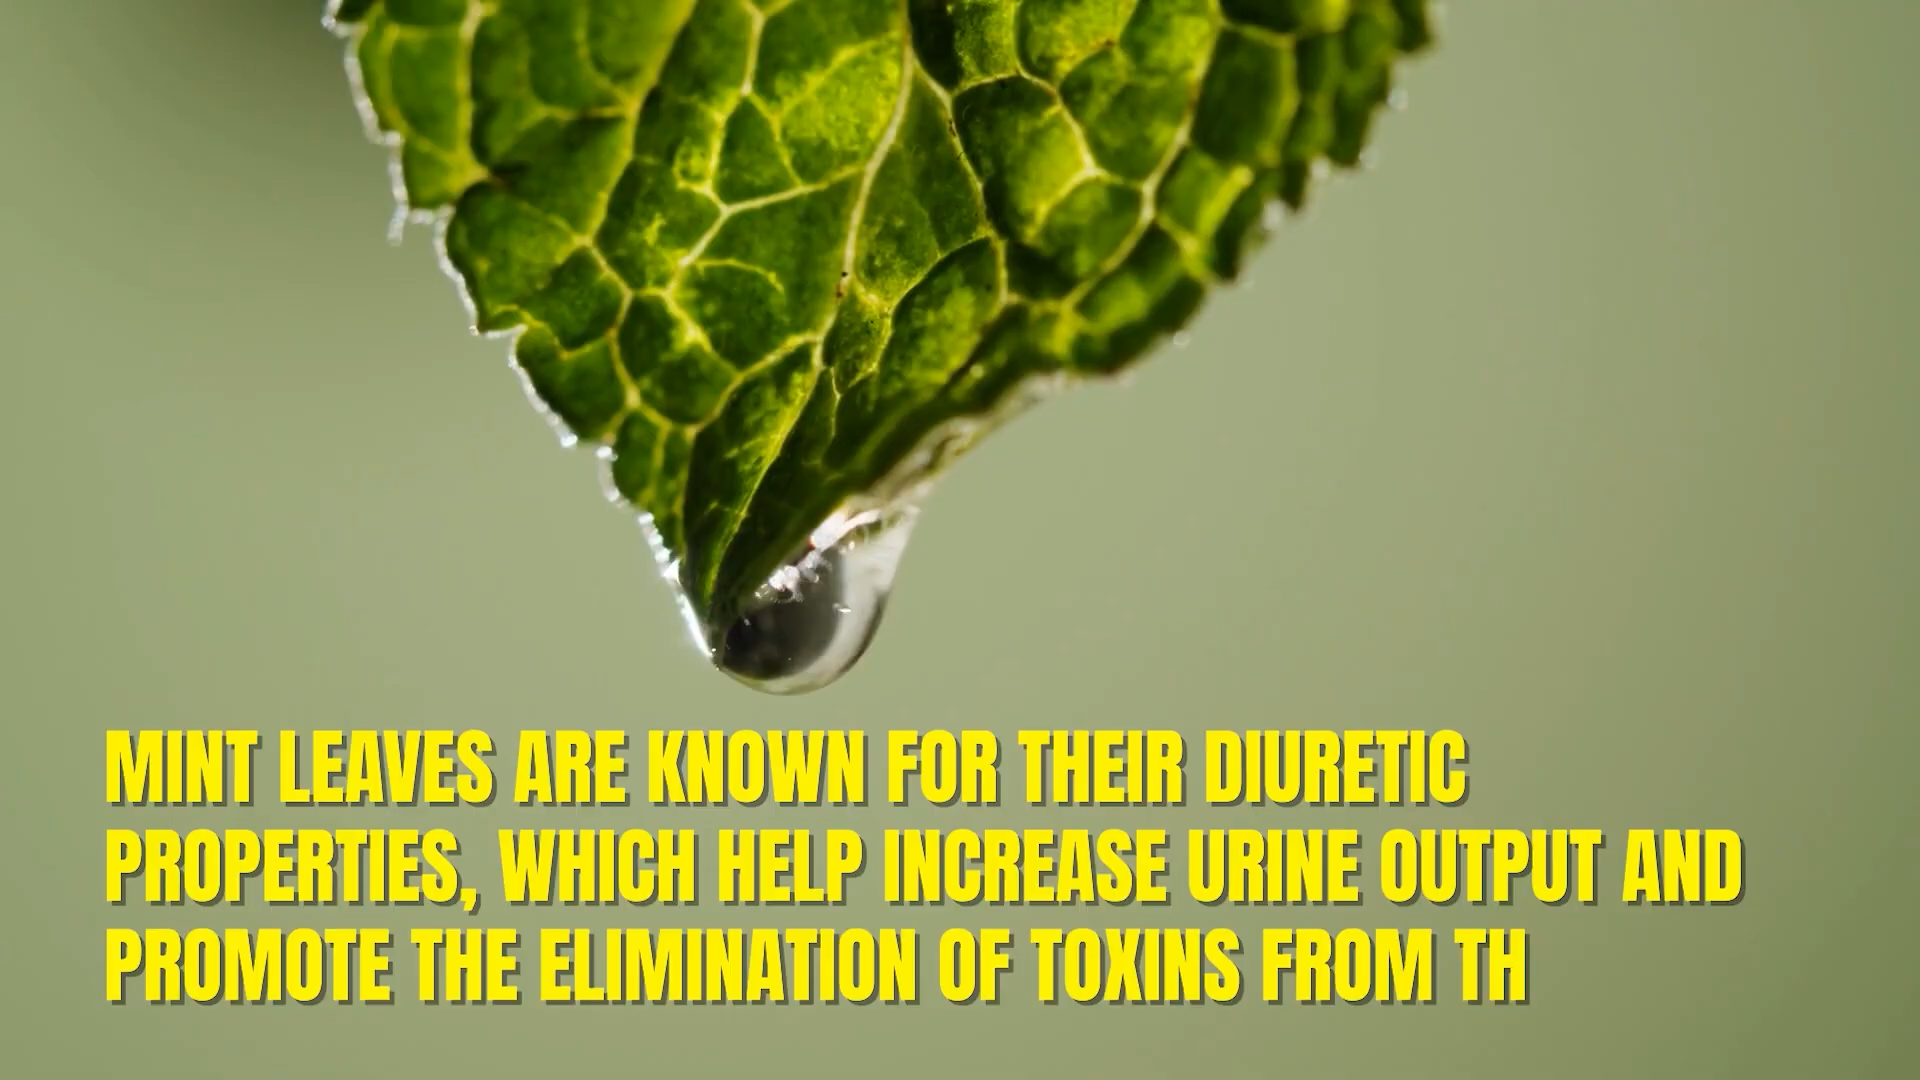 MINT LEAVES ARE KNOWN FOR THEIR DIURETIC
PROPERTIES, WHICH HELP INCREASE URINE OUTPUT AND
PROMOTE THE ELIMINATION OF TOXINS FROM TH